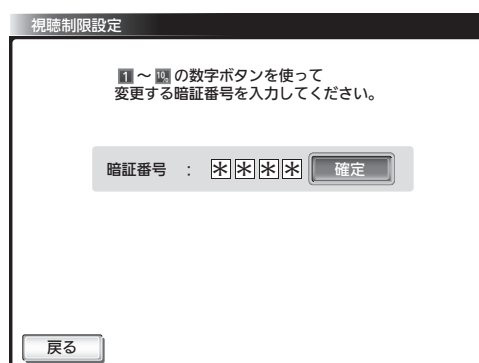 視聴制限設定
1～10 の数字ボタンを使って
変更する暗証番号を入力してください。
暗証番号 ： ＊＊＊＊ 確定
戻る